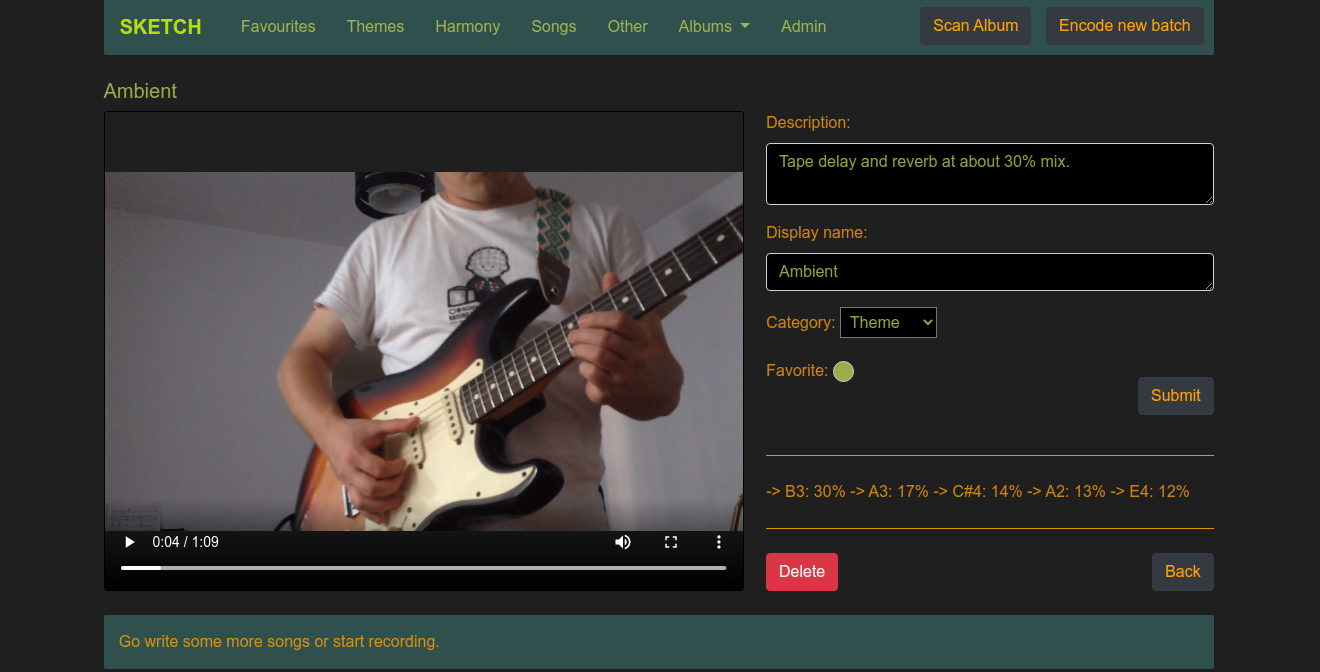 SKETCH Favourites Themes Harmony Songs Other Albums Admin Scan Album Encode new batch
Ambient
Description:
Tape delay and reverb at about 30% mix.
Display name:
Ambient
Category: Theme
Favorite:
Submit
-> B3: 30% -> A3: 17% -> C#4: 14% -> A2: 13% -> E4: 12%
0:04 / 1:09
Delete Back
Go write some more songs or start recording.